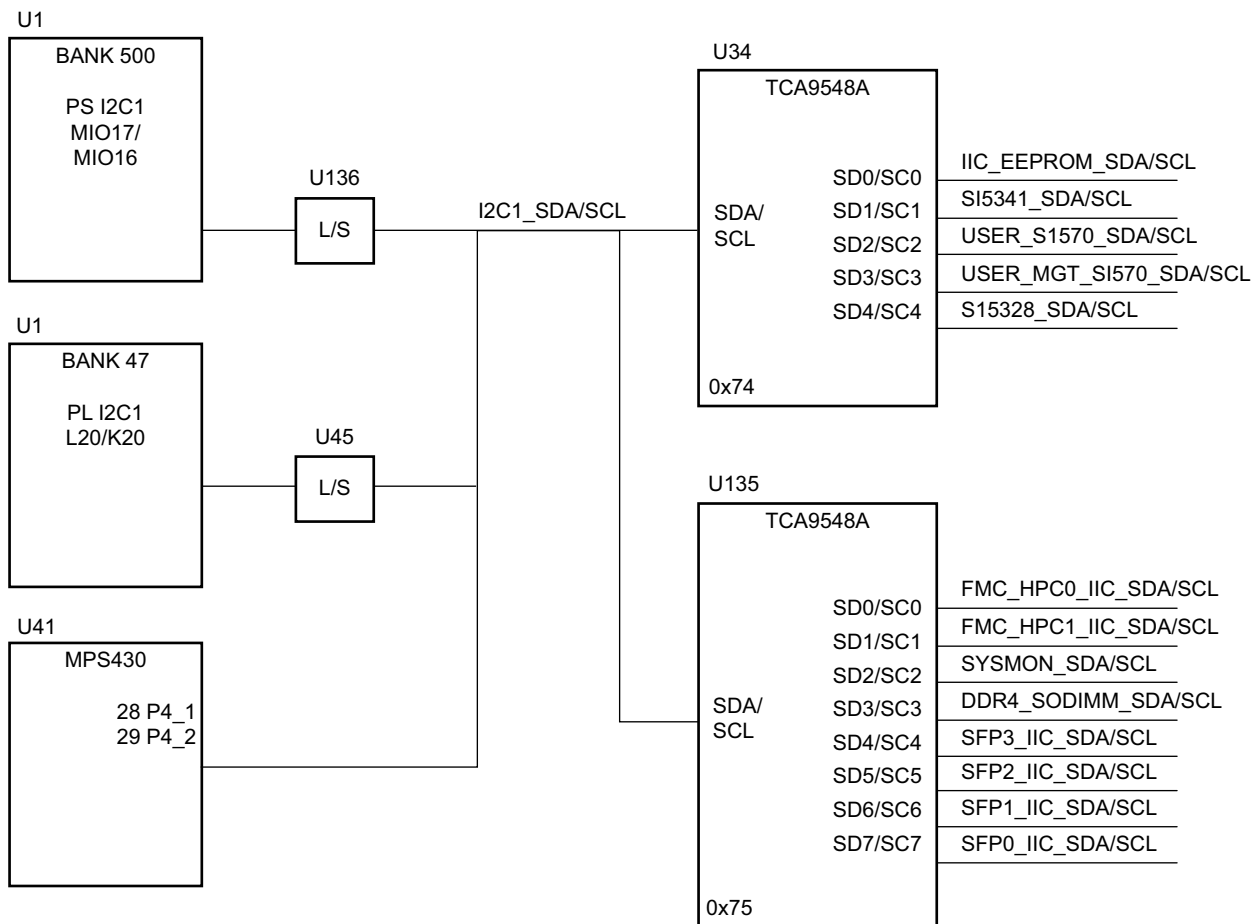 U1
BANK 500
PS I2C1
MIO17/
MIO16
U136
L/S
I2C1_SDA/SCL
U1
BANK 47
PL I2C1
L20/K20
U45
L/S
U41
MPS430
28 P4_1
29 P4_2
U34
TCA9548A
SDA/
SCL
SD0/SC0
SD1/SC1
SD2/SC2
SD3/SC3
SD4/SC4
IIC_EEPROM_SDA/SCL
SI5341_SDA/SCL
USER_S1570_SDA/SCL
USER_MGT_SI570_SDA/SCL
S15328_SDA/SCL
0x74
U135
TCA9548A
SDA/
SCL
SD0/SC0
SD1/SC1
SD2/SC2
SD3/SC3
SD4/SC4
SD5/SC5
SD6/SC6
SD7/SC7
FMC_HPC0_IIC_SDA/SCL
FMC_HPC1_IIC_SDA/SCL
SYSMON_SDA/SCL
DDR4_SODIMM_SDA/SCL
SFP3_IIC_SDA/SCL
SFP2_IIC_SDA/SCL
SFP1_IIC_SDA/SCL
SFP0_IIC_SDA/SCL
0x75